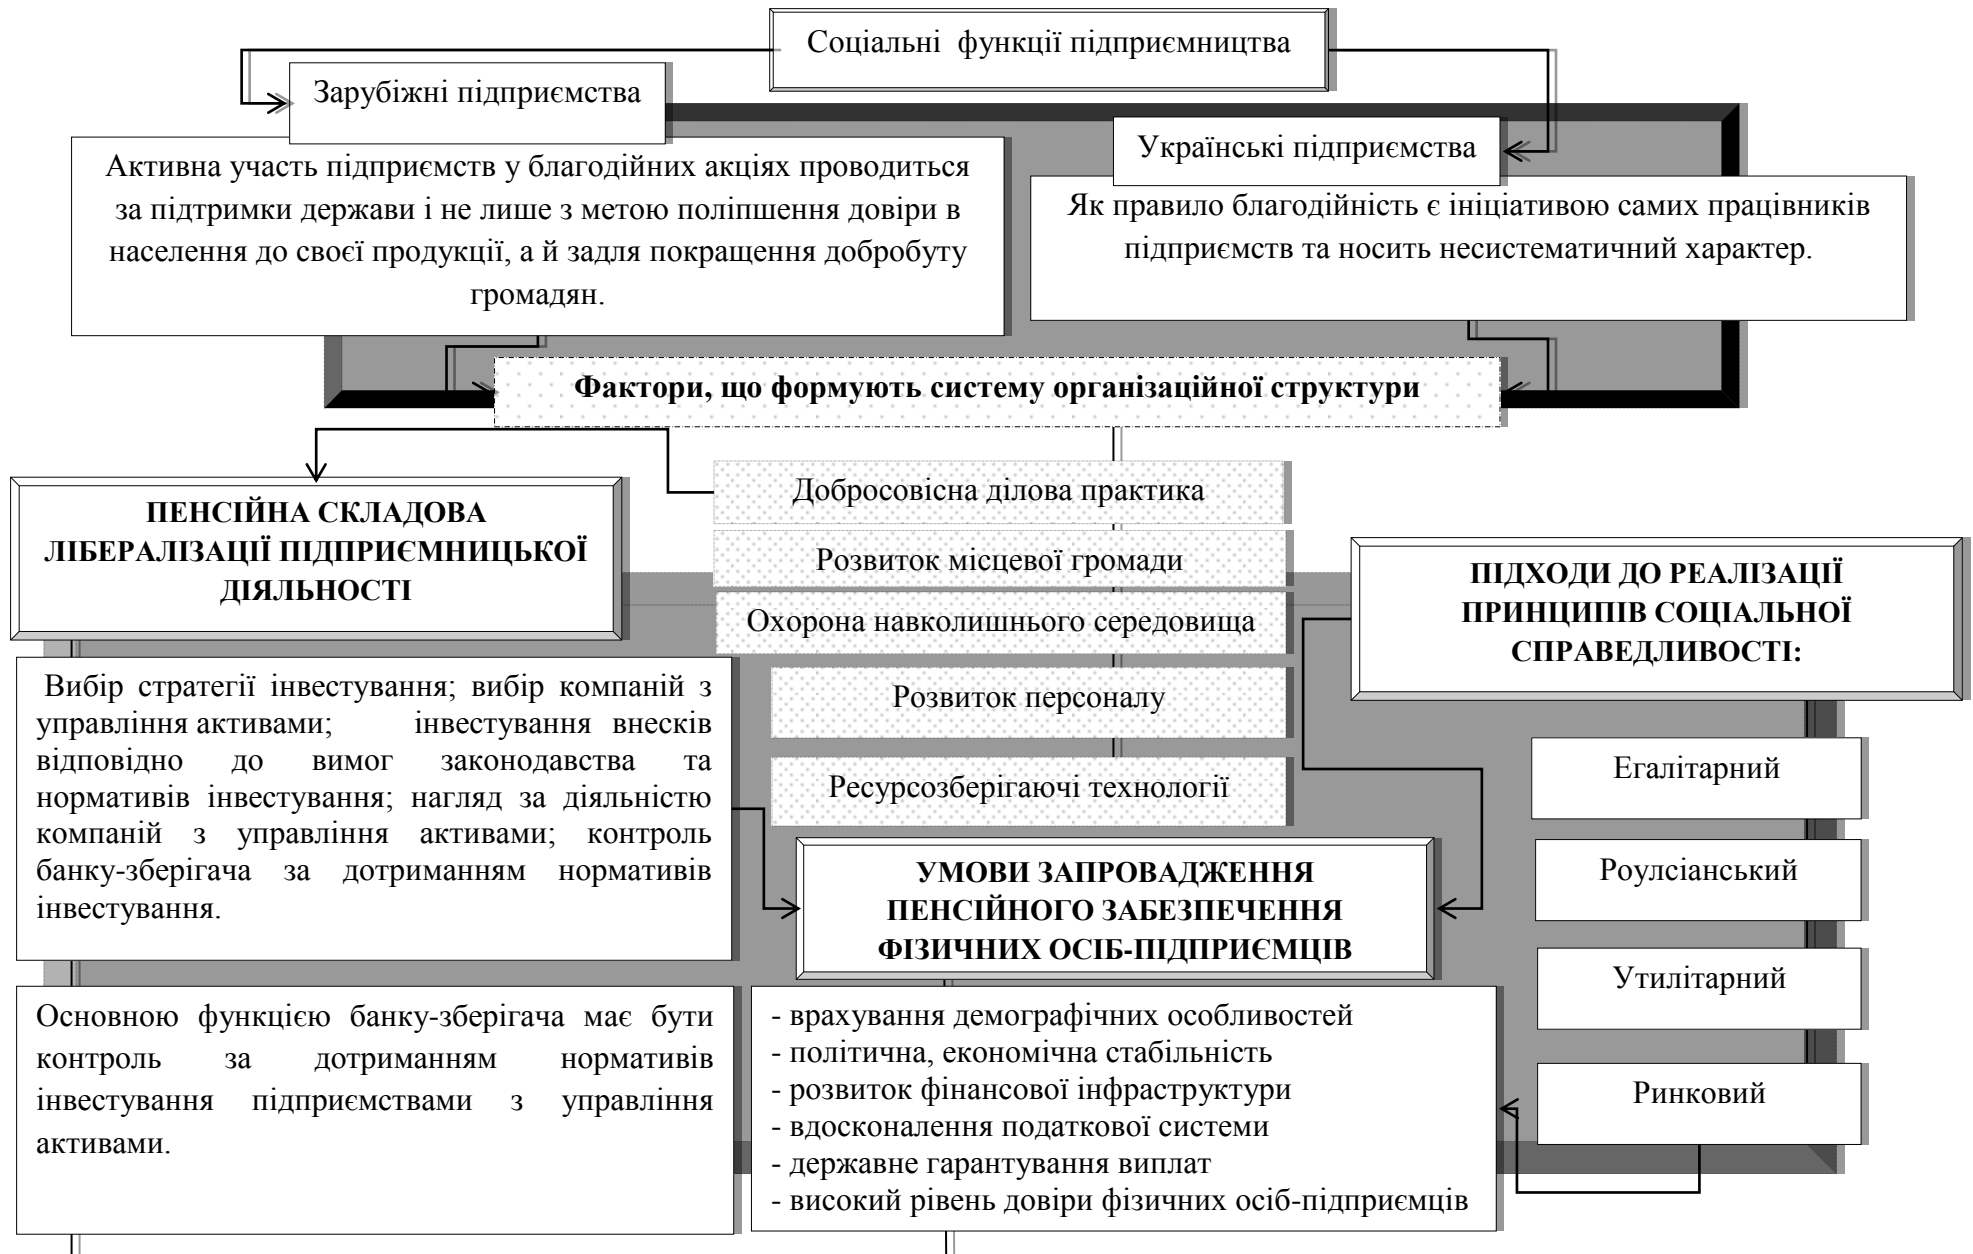 Соціальні функції підприємництва
Зарубіжні підприємства
Активна участь підприємств у благодійних акціях проводиться
за підтримки держави і не лише з метою поліпшення довіри в
населення до своєї продукції, а й задля покращення добробуту
громадян.
Українські підприємства
Як правило благодійність є ініціативою самих працівників
підприємств та носить несистематичний характер.
Фактори, що формують систему організаційної структури
ПЕНСІЙНА СКЛАДОВА
ЛІБЕРАЛІЗАЦІЇ ПІДПРИЄМНИЦЬКОЇ
ДІЯЛЬНОСТІ
Вибір стратегії інвестування; вибір компаній з
управління активами; інвестування внесків
відповідно до вимог законодавства та
нормативів інвестування; нагляд за діяльністю
компаній з управління активами; контроль
банку-зберігача за дотриманням нормативів
інвестування.
Основною функцією банку-зберігача має бути
контроль за дотриманням нормативів
інвестування підприємствами з управління
активами.
Добросовісна ділова практика
Розвиток місцевої громади
Охорона навколишнього середовища
Розвиток персоналу
Ресурсозберігаючі технології
УМОВИ ЗАПРОВАДЖЕННЯ
ПЕНСІЙНОГО ЗАБЕЗПЕЧЕННЯ
ФІЗИЧНИХ ОСІБ-ПІДПРИЄМЦІВ
- врахування демографічних особливостей
- політична, економічна стабільність
- розвиток фінансової інфраструктури
- вдосконалення податкової системи
- державне гарантування виплат
- високий рівень довіри фізичних осіб-підприємців
ПІДХОДИ ДО РЕАЛІЗАЦІЇ
ПРИНЦИПІВ СОЦІАЛЬНОЇ
СПРАВЕДЛИВОСТІ:
Егалітарний
Роулсіанський
Утилітарний
Ринковий